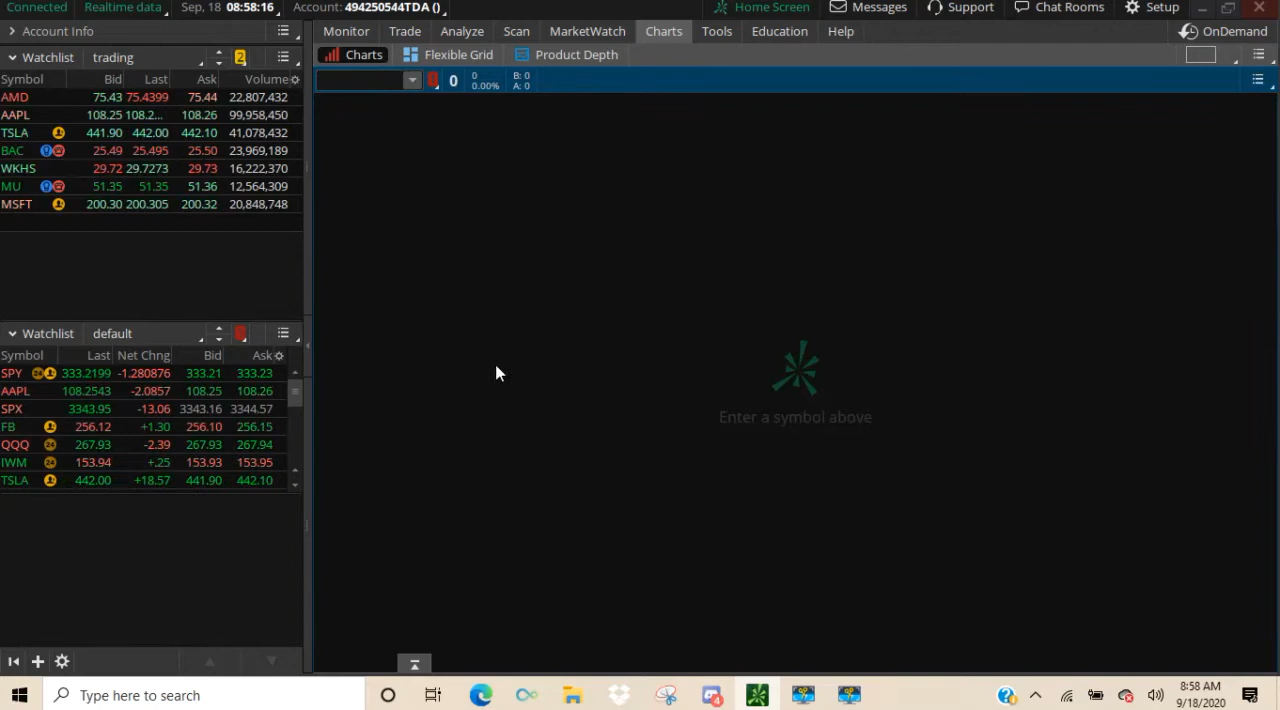 Connected Realtime data Sep, 18 08:58:16 Account: 494250544TDA () Home Screen Messages Support Chat Rooms Setup
Account Info Monitor Trade Analyze Scan MarketWatch Charts Tools Education Help OnDemand
Watchlist trading 2 Charts Flexible Grid Product Depth
Symbol Bid Last Ask Volume 0 0 B: 0
0.00% A: 0
AMD 75.43 75.4399 75.44 22,807,432
AAPL 108.25 108.2... 108.26 99,958,450
TSLA 441.90 442.00 442.10 41,078,432
BAC 25.49 25.495 25.50 23,969,189
WKHS 29.72 29.7273 29.73 16,222,370
MU 51.35 51.35 51.36 12,564,309
MSFT 200.30 200.305 200.32 20,848,748
Watchlist default
Symbol Last Net Chng Bid Ask
SPY 24 333.2199 -1.280876 333.21 333.23
AAPL 108.2543 -2.0857 108.25 108.26
SPX 3343.95 -13.06 3343.16 3344.57
FB 256.12 +1.30 256.10 256.15
QQQ 24 267.93 -2.39 267.93 267.94
IWM 24 153.94 +.25 153.93 153.95
TSLA 442.00 +18.57 441.90 442.10
Enter a symbol above
Type here to search 4 8:58 AM
9/18/2020